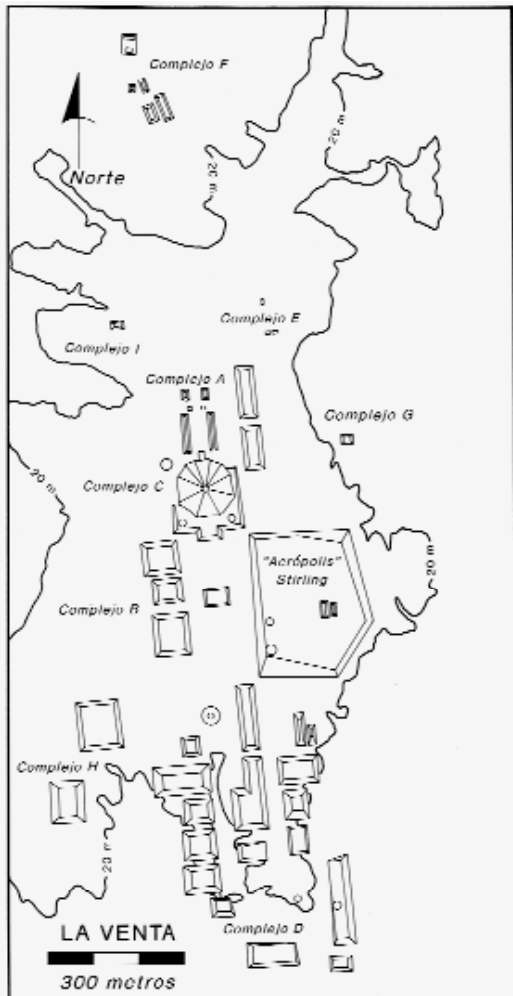 Complejo F
Norte
20 m
20 m
Complejo E
Complejo I
Complejo A
Complejo G
20 m
Complejo C
"Acrópolis"
Stirling
20 m
Complejo B
Complejo H
20 m
LA VENTA
Complejo D
300 metros